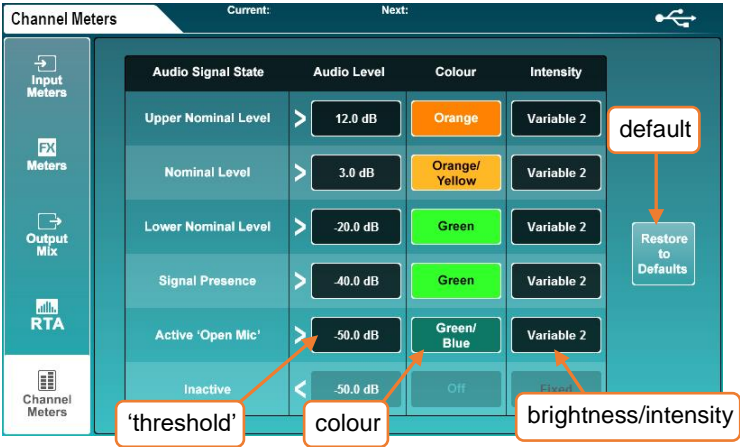 Channel Meters
Current:
Next:
Input
Meters
FX
Meters
Output
Mix
RTA
Channel
Meters
Audio Signal State Audio Level Colour Intensity
Upper Nominal Level > 12.0 dB Orange Variable 2
Nominal Level > 3.0 dB Orange/
Yellow Variable 2
Lower Nominal Level > -20.0 dB Green Variable 2
Signal Presence > -40.0 dB Green Variable 2
Active 'Open Mic' > -50.0 dB Green/
Blue Variable 2
Inactive < -50.0 dB Off Fixed
default
Restore
to
Defaults
‘threshold’
colour
brightness/intensity